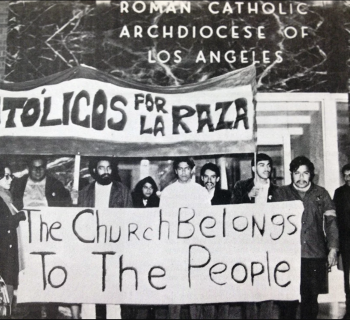 ROMAN CATHOLIC
ARCHDIOCESE OF
LOS ANGELES
TÓLICOS FOR
LA RAZA
The Church Belongs
To The People